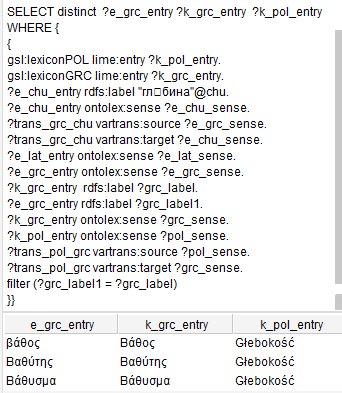 SELECT distinct ?e_grc_entry ?k_grc_entry ?k_pol_entry
WHERE {
{
gsl:lexiconPOL lime:entry ?k_pol_entry.
gsl:lexiconGRC lime:entry ?k_grc_entry.
?e_chu_entry rdfs:label "гл▯бина"@chu.
?e_chu_entry ontolex:sense ?e_chu_sense.
?trans_grc_chu vartrans:source ?e_grc_sense.
?trans_grc_chu vartrans:target ?e_chu_sense.
?e_lat_entry ontolex:sense ?e_lat_sense.
?e_grc_entry ontolex:sense ?e_grc_sense.
?k_grc_entry rdfs:label ?grc_label.
?e_grc_entry rdfs:label ?grc_label1.
?k_grc_entry ontolex:sense ?grc_sense.
?k_pol_entry ontolex:sense ?pol_sense.
?trans_pol_grc vartrans:source ?pol_sense.
?trans_pol_grc vartrans:target ?grc_sense.
filter (?grc_label1 = ?grc_label)
}}
e_grc_entry k_grc_entry k_pol_entry
βάθος Βάθος Głebokość
Βαθύτης Βαθύτης Głebokość
Βάθυσμα Βάθυσμα Głebokość